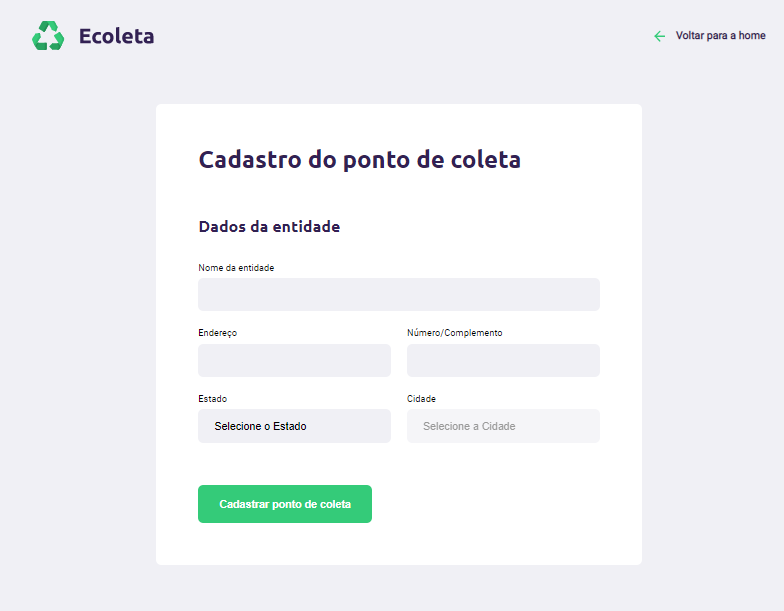 Ecoleta
Voltar para a home
Cadastro do ponto de coleta
Dados da entidade
Nome da entidade
Endereço
Número/Complemento
Estado
Cidade
Selecione o Estado
Selecione a Cidade
Cadastrar ponto de coleta